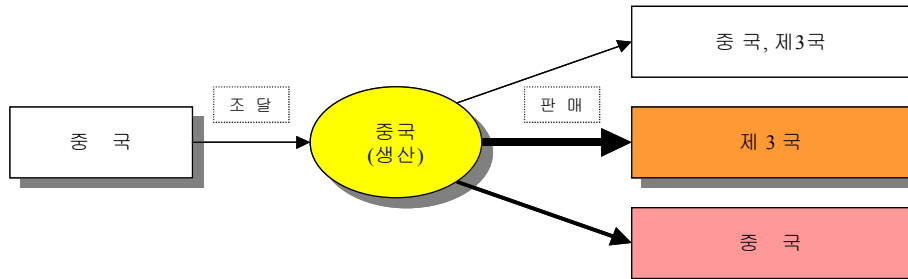 중 국, 제3국
조 달
판 매
중 국
중국
(생산)
제 3 국
중 국